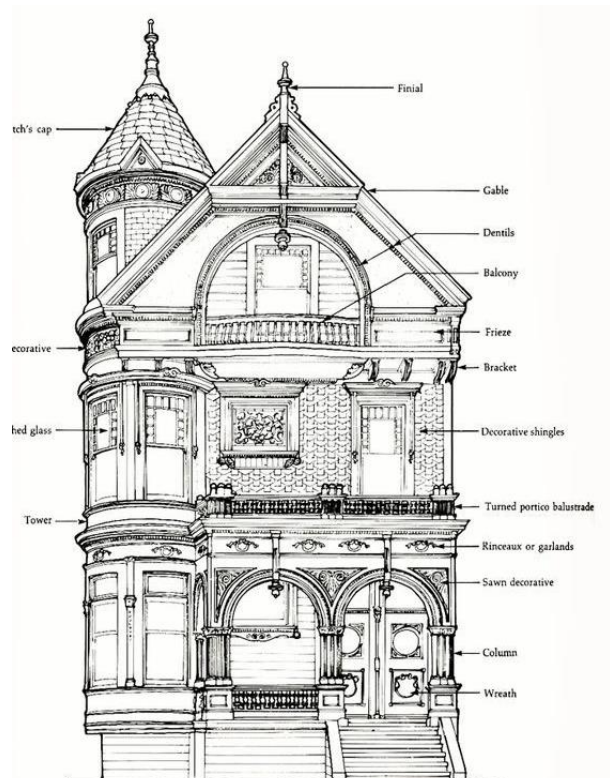 Finial
tch's cap
Gable
Dentils
Balcony
Frieze
ecorative
Bracket
hed glass
Decorative shingles
Turned portico balustrade
Tower
Rinceaux or garlands
Sawn decorative
Column
Wreath